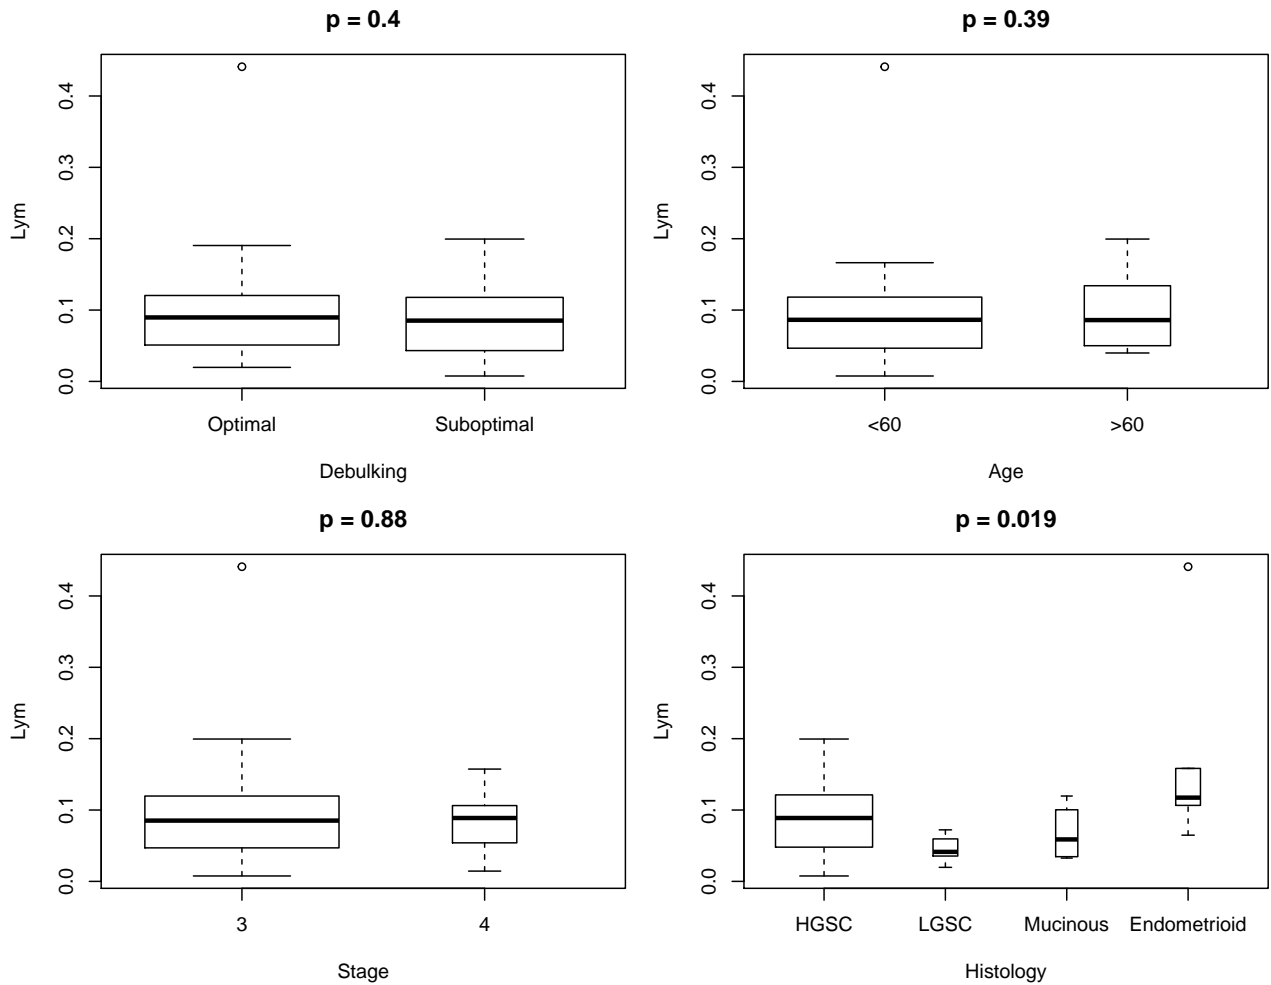 p = 0.4
0.4
0.3
0.2
0.1
0.0
Lym
Optimal Suboptimal
Debulking
p = 0.39
0.4
0.3
0.2
0.1
0.0
Lym
<60 >60
Age
p = 0.88
0.4
0.3
0.2
0.1
0.0
Lym
3 4
Stage
p = 0.019
0.4
0.3
0.2
0.1
0.0
Lym
HGSC LGSC Mucinous Endometrioid
Histology